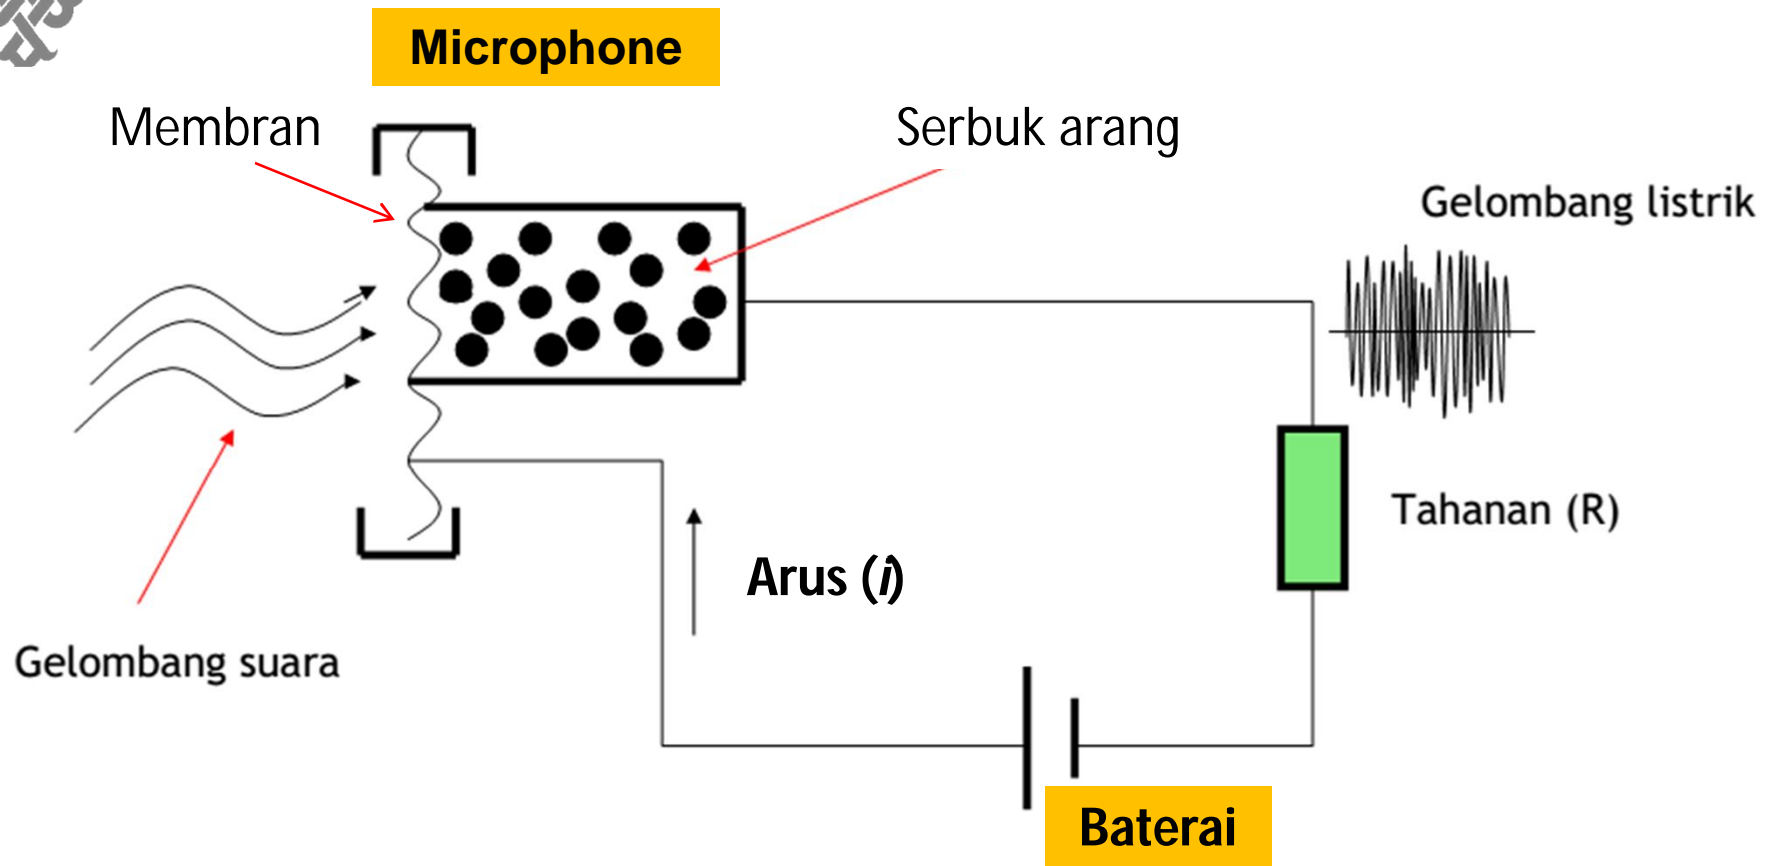 Microphone
Membran
Serbuk arang
Gelombang listrik
Tahanan (R)
Arus (i)
Gelombang suara
Baterai